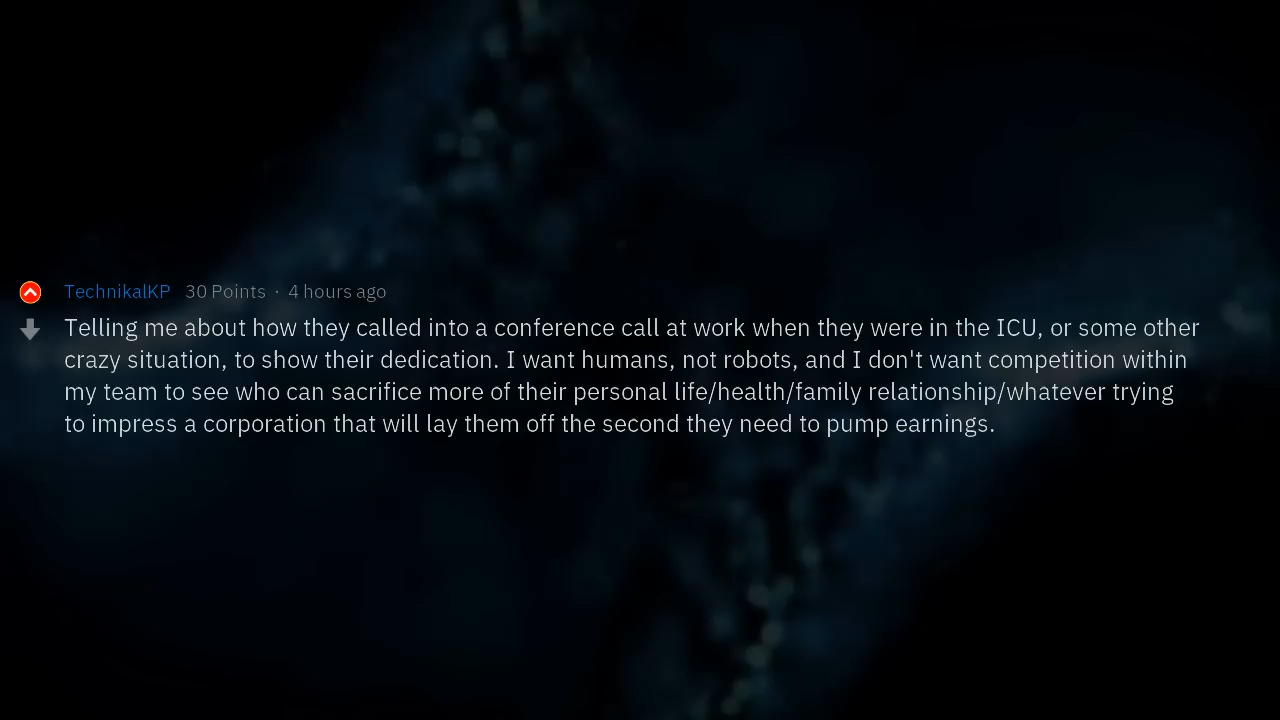 TechnikalKP 30 Points · 4 hours ago
Telling me about how they called into a conference call at work when they were in the ICU, or some other
crazy situation, to show their dedication. I want humans, not robots, and I don't want competition within
my team to see who can sacrifice more of their personal life/health/family relationship/whatever trying
to impress a corporation that will lay them off the second they need to pump earnings.